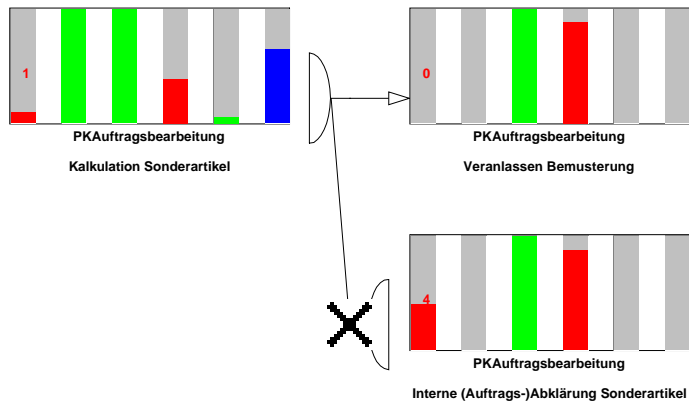 1
PKAuftragsbearbeitung
Kalkulation Sonderartikel
0
PKAuftragsbearbeitung
Veranlassen Bemusterung
4
PKAuftragsbearbeitung
Interne (Auftrags-)Abklärung Sonderartikel